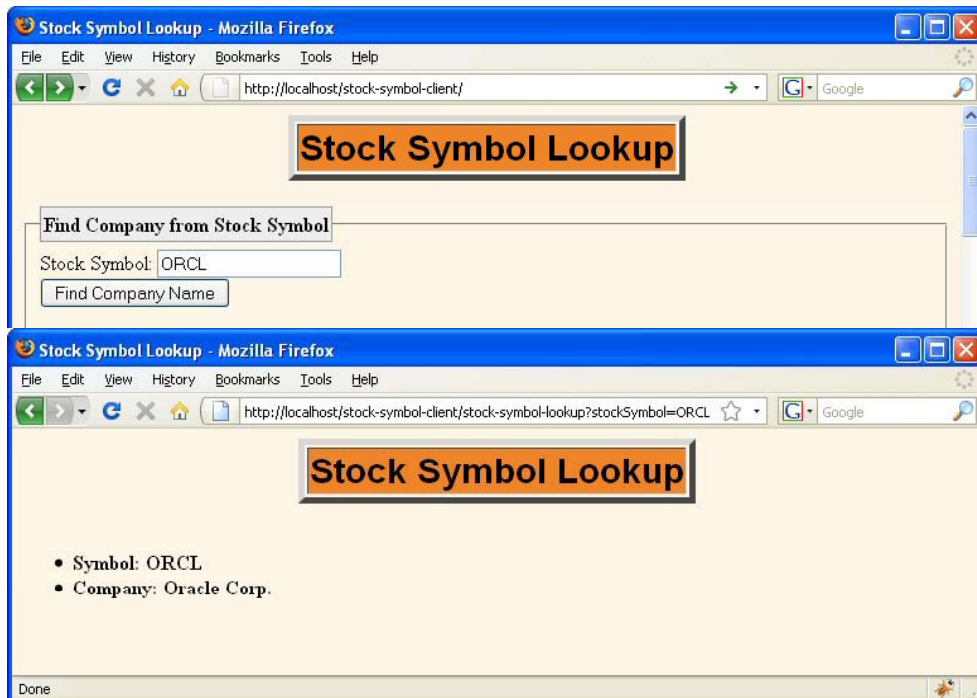 Stock Symbol Lookup - Mozilla Firefox
File Edit View History Bookmarks Tools Help
http://localhost/stock-symbol-client/
G Google
Stock Symbol Lookup
Find Company from Stock Symbol
Stock Symbol: ORCL
Find Company Name
Stock Symbol Lookup - Mozilla Firefox
File Edit View History Bookmarks Tools Help
http://localhost/stock-symbol-client/stock-symbol-lookup?stockSymbol=ORCL
G Google
Stock Symbol Lookup
• Symbol: ORCL
• Company: Oracle Corp.
Done